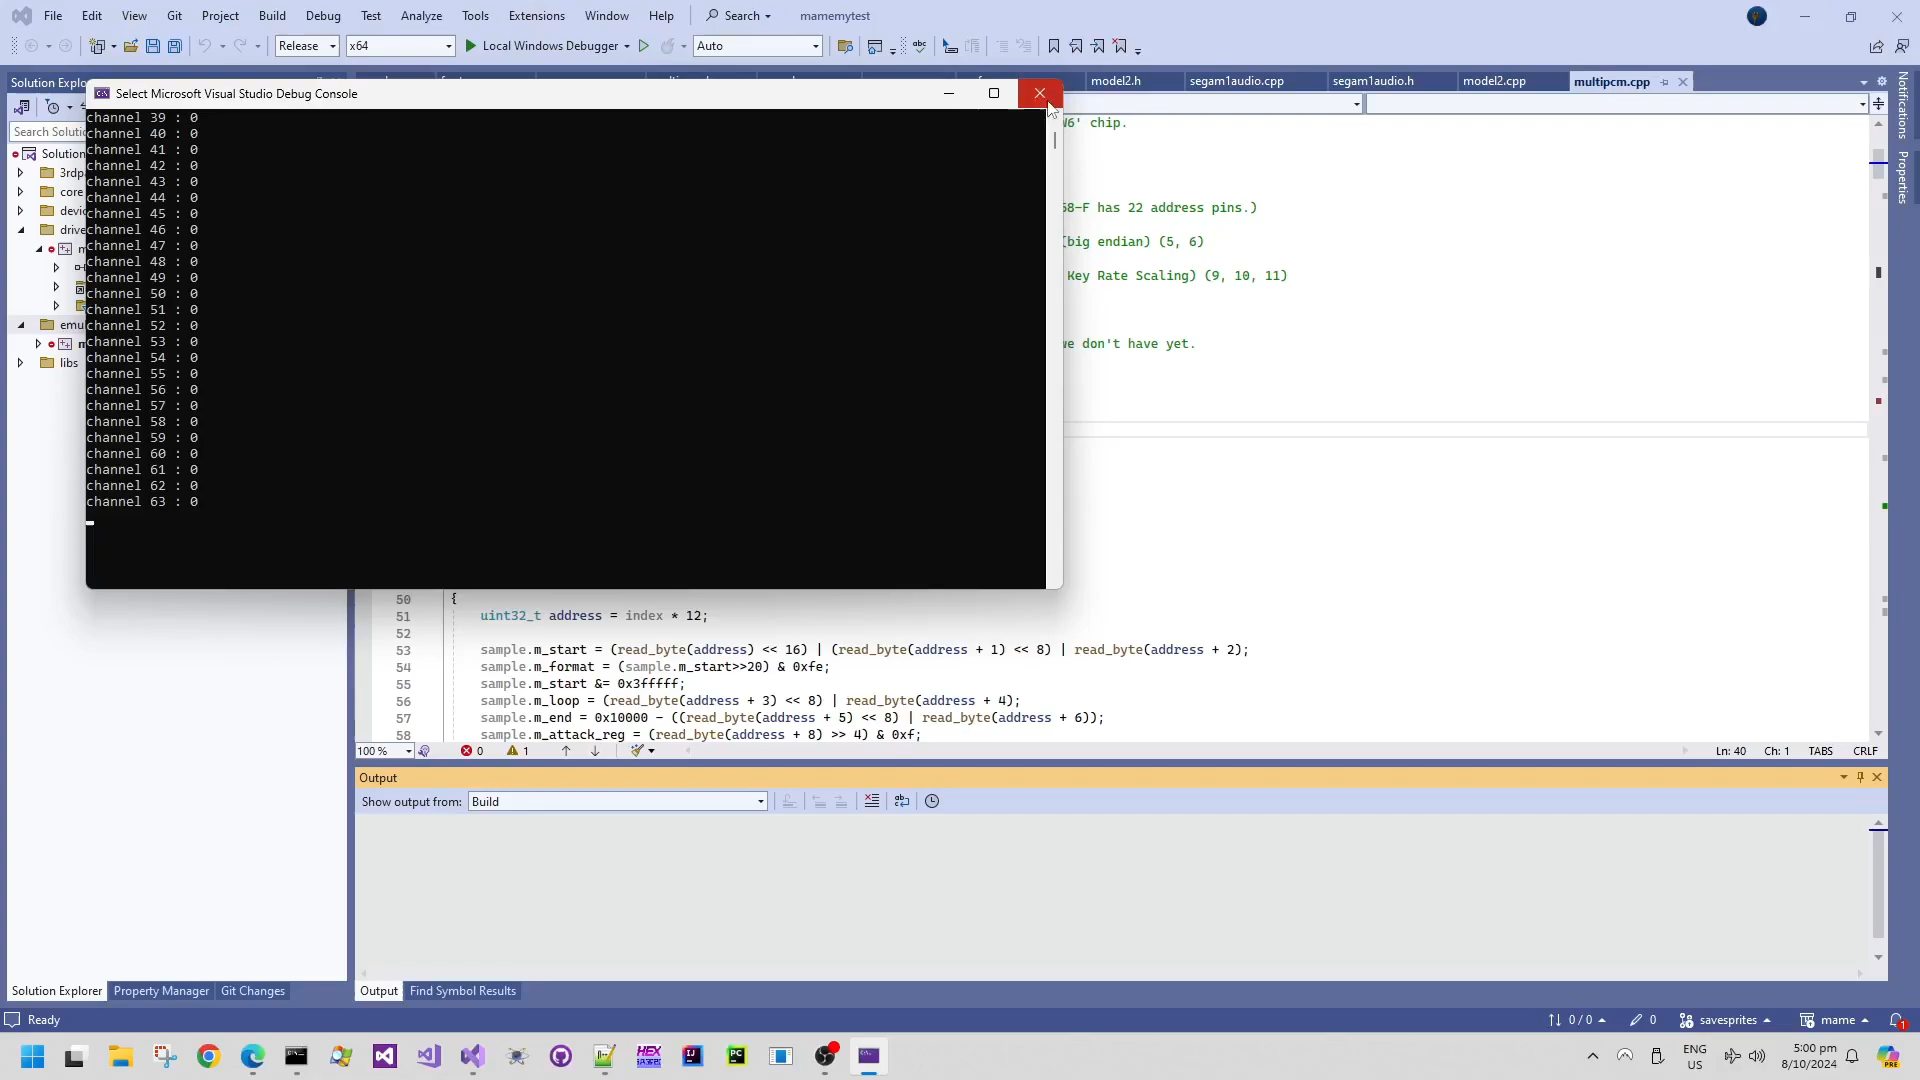 File Edit View Git Project Build Debug Test Analyze Tools Extensions Window Help Search mamemytest
Release x64 Local Windows Debugger Auto
Solution Explo
model2.h segam1audio.cpp segam1audio.h model2.cpp multipcm.cpp
Select Microsoft Visual Studio Debug Console
Notifications
Properties
Search Solutio
Solution
3rdp
core
devic
drive
emu
libs
channel 39 : 0
channel 40 : 0
channel 41 : 0
channel 42 : 0
channel 43 : 0
channel 44 : 0
channel 45 : 0
channel 46 : 0
channel 47 : 0
channel 48 : 0
channel 49 : 0
channel 50 : 0
channel 51 : 0
channel 52 : 0
channel 53 : 0
channel 54 : 0
channel 55 : 0
channel 56 : 0
channel 57 : 0
channel 58 : 0
channel 59 : 0
channel 60 : 0
channel 61 : 0
channel 62 : 0
channel 63 : 0
W6' chip.
58-F has 22 address pins.)
(big endian) (5, 6)
Key Rate Scaling) (9, 10, 11)
we don't have yet.
50 {
51 uint32_t address = index * 12;
52
53 sample.m_start = (read_byte(address) << 16) | (read_byte(address + 1) << 8) | read_byte(address + 2);
54 sample.m_format = (sample.m_start>>20) & 0xfe;
55 sample.m_start &= 0x3fffff;
56 sample.m_loop = (read_byte(address + 3) << 8) | read_byte(address + 4);
57 sample.m_end = 0x10000 - ((read_byte(address + 5) << 8) | read_byte(address + 6));
58 sample.m_attack_reg = (read_byte(address + 8) >> 4) & 0xf;
100 % 0 1 Ln: 40 Ch: 1 TABS CRLF
Output
Show output from: Build
Solution Explorer Property Manager Git Changes Output Find Symbol Results
Ready 0 / 0 0 savesprites mame 1
ENG
US
5:00 pm
8/10/2024